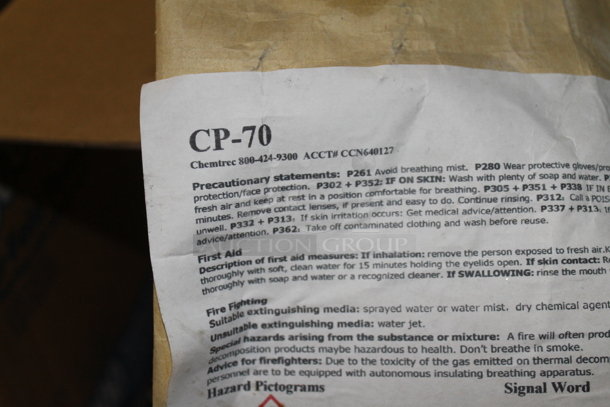 CP-70
Chemtrec 800-424-9300 ACCT# CCN640127
Precautionary statements: P261 Avoid breathing mist. P280 Wear protective gloves/pro
protection/face protection. P302 + P352: IF ON SKIN: Wash with plenty of soap and water.
fresh air and keep at rest in a position comfortable for breathing. P305 + P351 + P338 IF IN
minutes. Remove contact lenses, if present and easy to do. Continue rinsing. P312: Call a POIS
unwell. P332 + P313: If skin irritation occurs: Get medical advice/attention. P337 + P313:
advice/attention. P362: Take off contaminated clothing and wash before reuse.
AUCTION GROUP
First Aid
Description of first aid measures: If inhalation: remove the person exposed to fresh air.
thoroughly with soft, clean water for 15 minutes holding the eyelids open. If skin contact:
thoroughly with soap and water or a recognized cleaner. If SWALLOWING: rinse the mouth
Fire Fighting
Suitable extinguishing media: sprayed water or water mist. dry chemical agent
Unsuitable extinguishing media: water jet.
Special hazards arising from the substance or mixture: A fire will often prod
decomposition products maybe hazardous to health. Don't breathe in smoke.
Advice for firefighters: Due to the toxicity of the gas emitted on thermal decom
personnel are to be equipped with autonomous insulating breathing apparatus.
Hazard Pictograms Signal Word